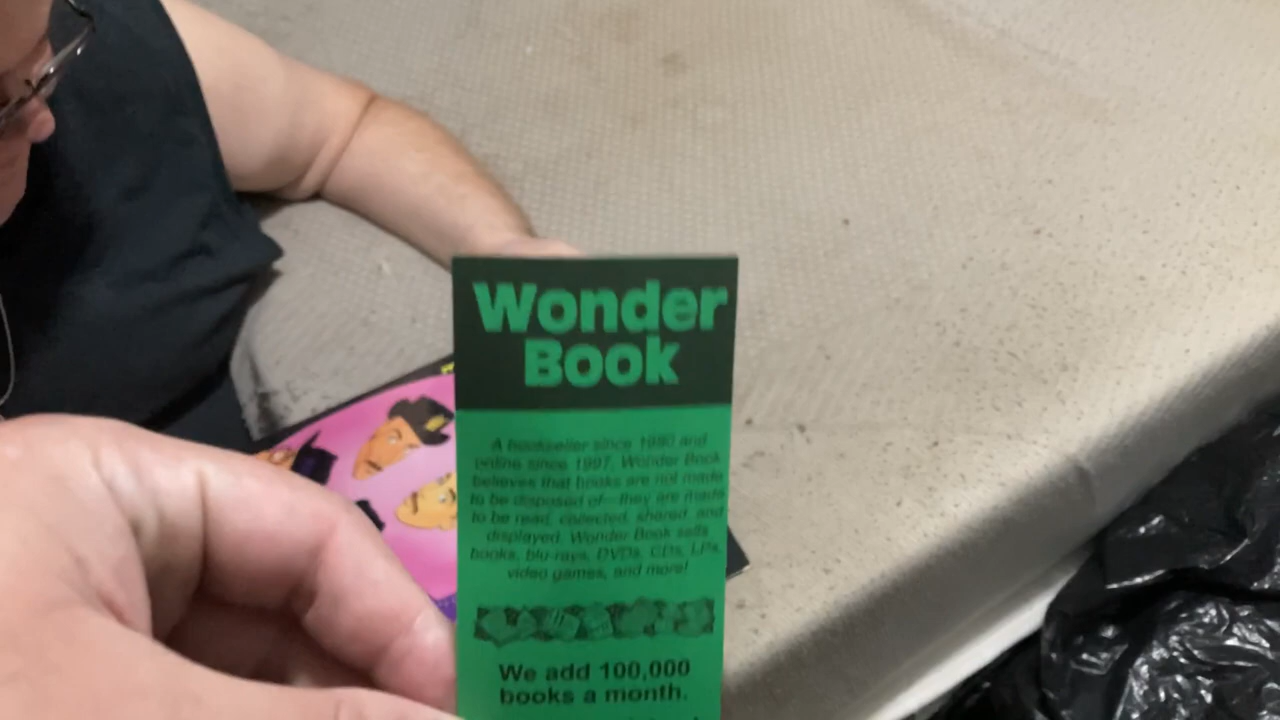 Wonder
Book
A bookseller since 1980 and
online since 1997, Wonder Book
believes that books are not made
to be disposed of—they are made
to be read, collected, shared, and
displayed. Wonder Book sells
books, blu-rays, DVDs, CDs, LPs,
video games, and more!
We add 100,000
books a month.